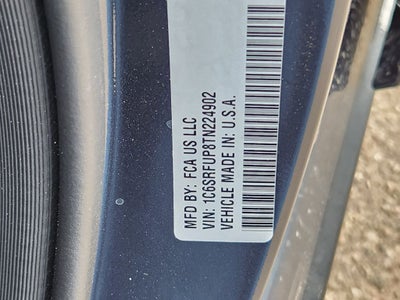 MFD BY: FCA US LLC
VIN: 1C6SRFUP8TN224902
VEHICLE MADE IN: U.S.A.